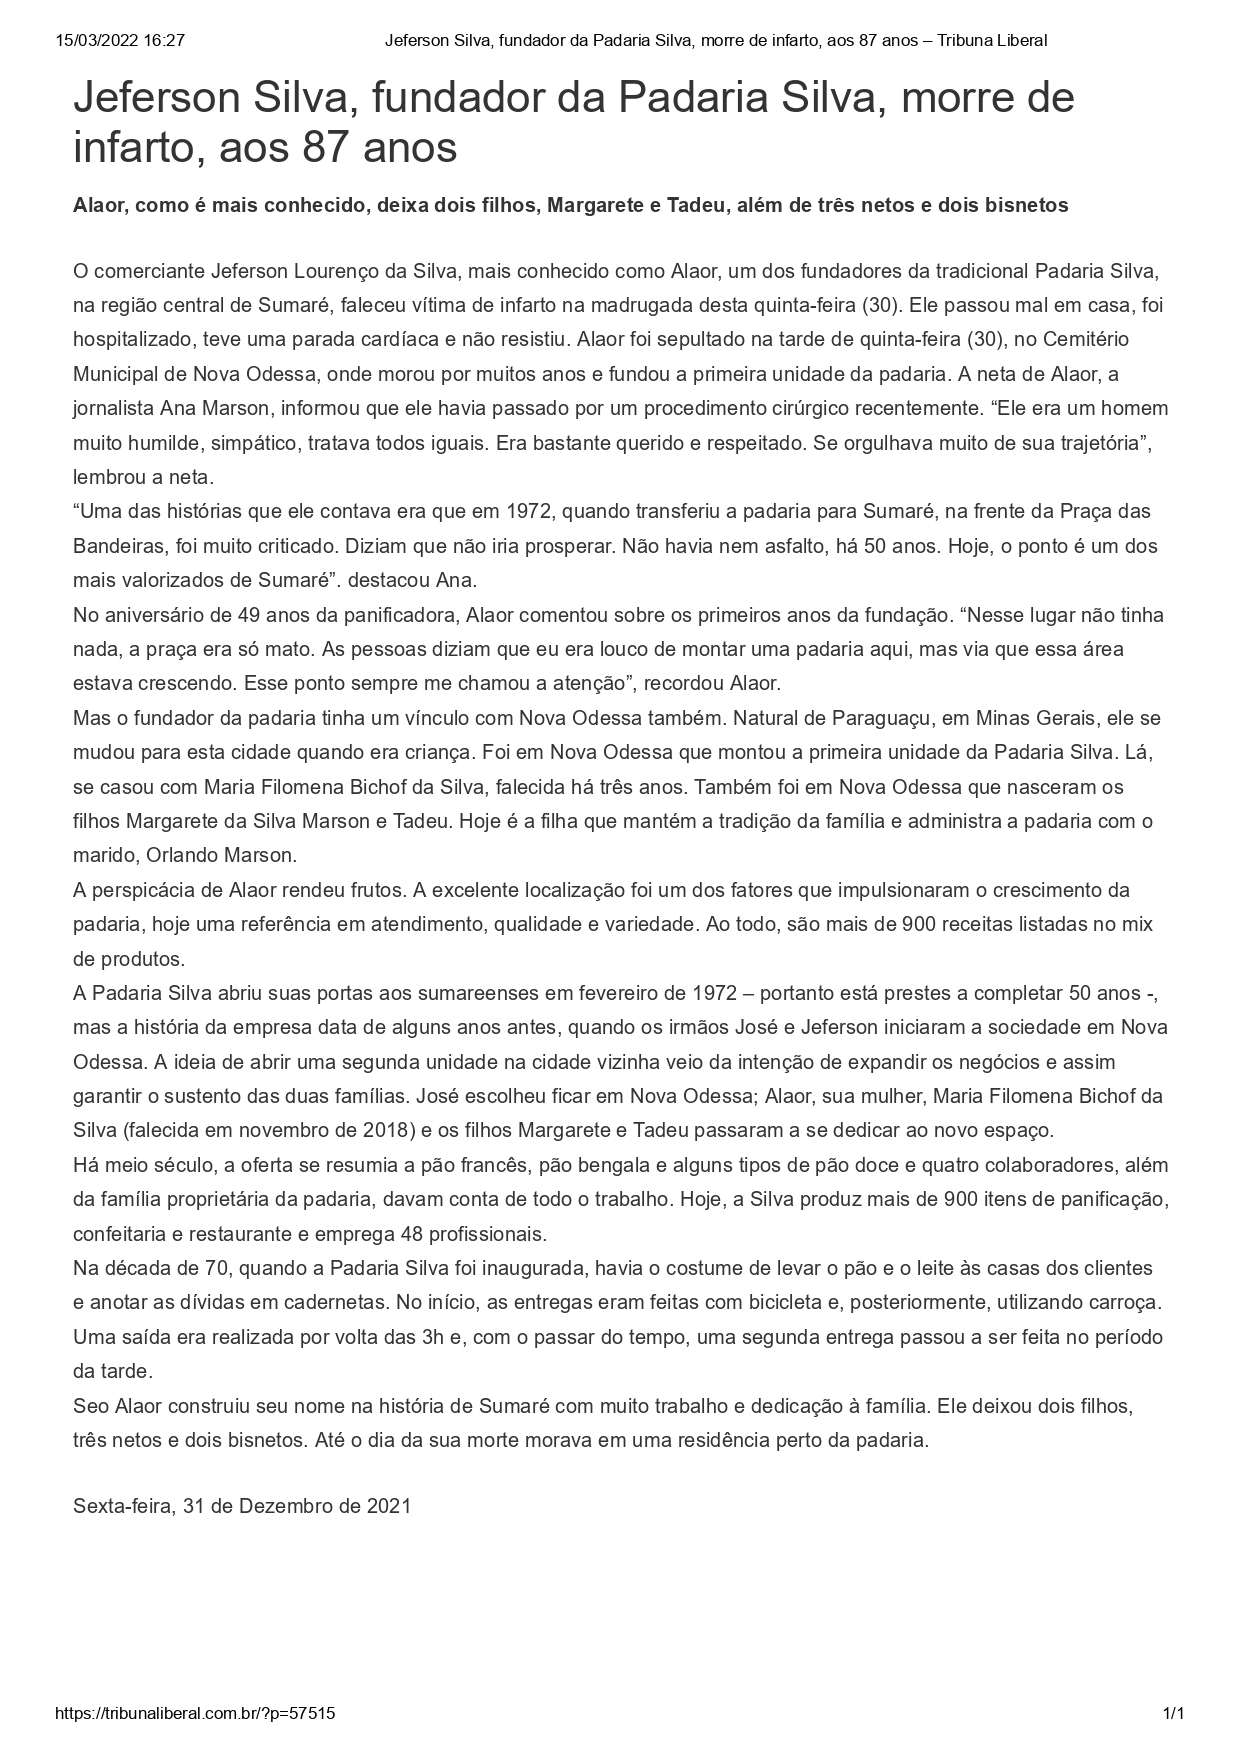 15/03/2022 16:27
Jeferson Silva, fundador da Padaria Silva, morre de infarto, aos 87 anos – Tribuna Liberal
Jeferson Silva, fundador da Padaria Silva, morre de
infarto, aos 87 anos
Alaor, como é mais conhecido, deixa dois filhos, Margarete e Tadeu, além de três netos e dois bisnetos
O comerciante Jeferson Lourenço da Silva, mais conhecido como Alaor, um dos fundadores da tradicional Padaria Silva,
na região central de Sumaré, faleceu vítima de infarto na madrugada desta quinta-feira (30). Ele passou mal em casa, foi
hospitalizado, teve uma parada cardíaca e não resistiu. Alaor foi sepultado na tarde de quinta-feira (30), no Cemitério
Municipal de Nova Odessa, onde morou por muitos anos e fundou a primeira unidade da padaria. A neta de Alaor, a
jornalista Ana Marson, informou que ele havia passado por um procedimento cirúrgico recentemente. “Ele era um homem
muito humilde, simpático, tratava todos iguais. Era bastante querido e respeitado. Se orgulhava muito de sua trajetória”,
lembrou a neta.
“Uma das histórias que ele contava era que em 1972, quando transferiu a padaria para Sumaré, na frente da Praça das
Bandeiras, foi muito criticado. Diziam que não iria prosperar. Não havia nem asfalto, há 50 anos. Hoje, o ponto é um dos
mais valorizados de Sumaré”. destacou Ana.
No aniversário de 49 anos da panificadora, Alaor comentou sobre os primeiros anos da fundação. “Nesse lugar não tinha
nada, a praça era só mato. As pessoas diziam que eu era louco de montar uma padaria aqui, mas via que essa área
estava crescendo. Esse ponto sempre me chamou a atenção”, recordou Alaor.
Mas o fundador da padaria tinha um vínculo com Nova Odessa também. Natural de Paraguaçu, em Minas Gerais, ele se
mudou para esta cidade quando era criança. Foi em Nova Odessa que montou a primeira unidade da Padaria Silva. Lá,
se casou com Maria Filomena Bichof da Silva, falecida há três anos. Também foi em Nova Odessa que nasceram os
filhos Margarete da Silva Marson e Tadeu. Hoje é a filha que mantém a tradição da família e administra a padaria com o
marido, Orlando Marson.
A perspicácia de Alaor rendeu frutos. A excelente localização foi um dos fatores que impulsionaram o crescimento da
padaria, hoje uma referência em atendimento, qualidade e variedade. Ao todo, são mais de 900 receitas listadas no mix
de produtos.
A Padaria Silva abriu suas portas aos sumareenses em fevereiro de 1972 – portanto está prestes a completar 50 anos -,
mas a história da empresa data de alguns anos antes, quando os irmãos José e Jeferson iniciaram a sociedade em Nova
Odessa. A ideia de abrir uma segunda unidade na cidade vizinha veio da intenção de expandir os negócios e assim
garantir o sustento das duas famílias. José escolheu ficar em Nova Odessa; Alaor, sua mulher, Maria Filomena Bichof da
Silva (falecida em novembro de 2018) e os filhos Margarete e Tadeu passaram a se dedicar ao novo espaço.
Há meio século, a oferta se resumia a pão francês, pão bengala e alguns tipos de pão doce e quatro colaboradores, além
da família proprietária da padaria, davam conta de todo o trabalho. Hoje, a Silva produz mais de 900 itens de panificação,
confeitaria e restaurante e emprega 48 profissionais.
Na década de 70, quando a Padaria Silva foi inaugurada, havia o costume de levar o pão e o leite às casas dos clientes
e anotar as dívidas em cadernetas. No início, as entregas eram feitas com bicicleta e, posteriormente, utilizando carroça.
Uma saída era realizada por volta das 3h e, com o passar do tempo, uma segunda entrega passou a ser feita no período
da tarde.
Seo Alaor construiu seu nome na história de Sumaré com muito trabalho e dedicação à família. Ele deixou dois filhos,
três netos e dois bisnetos. Até o dia da sua morte morava em uma residência perto da padaria.
Sexta-feira, 31 de Dezembro de 2021
https://tribunaliberal.com.br/?p=57515
1/1